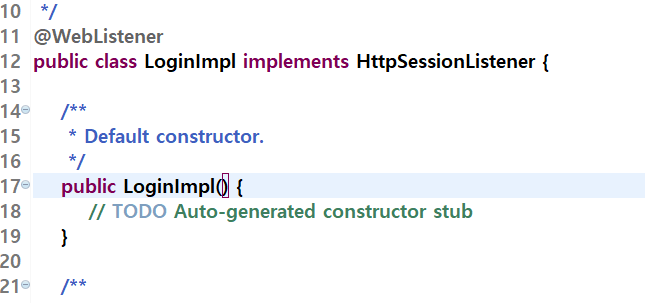 10 */
11 @WebListener
12 public class LoginImpl implements HttpSessionListener {
13
14 /**
15 * Default constructor.
16 */
17 public LoginImpl() {
18 // TODO Auto-generated constructor stub
19 }
20
21 /**